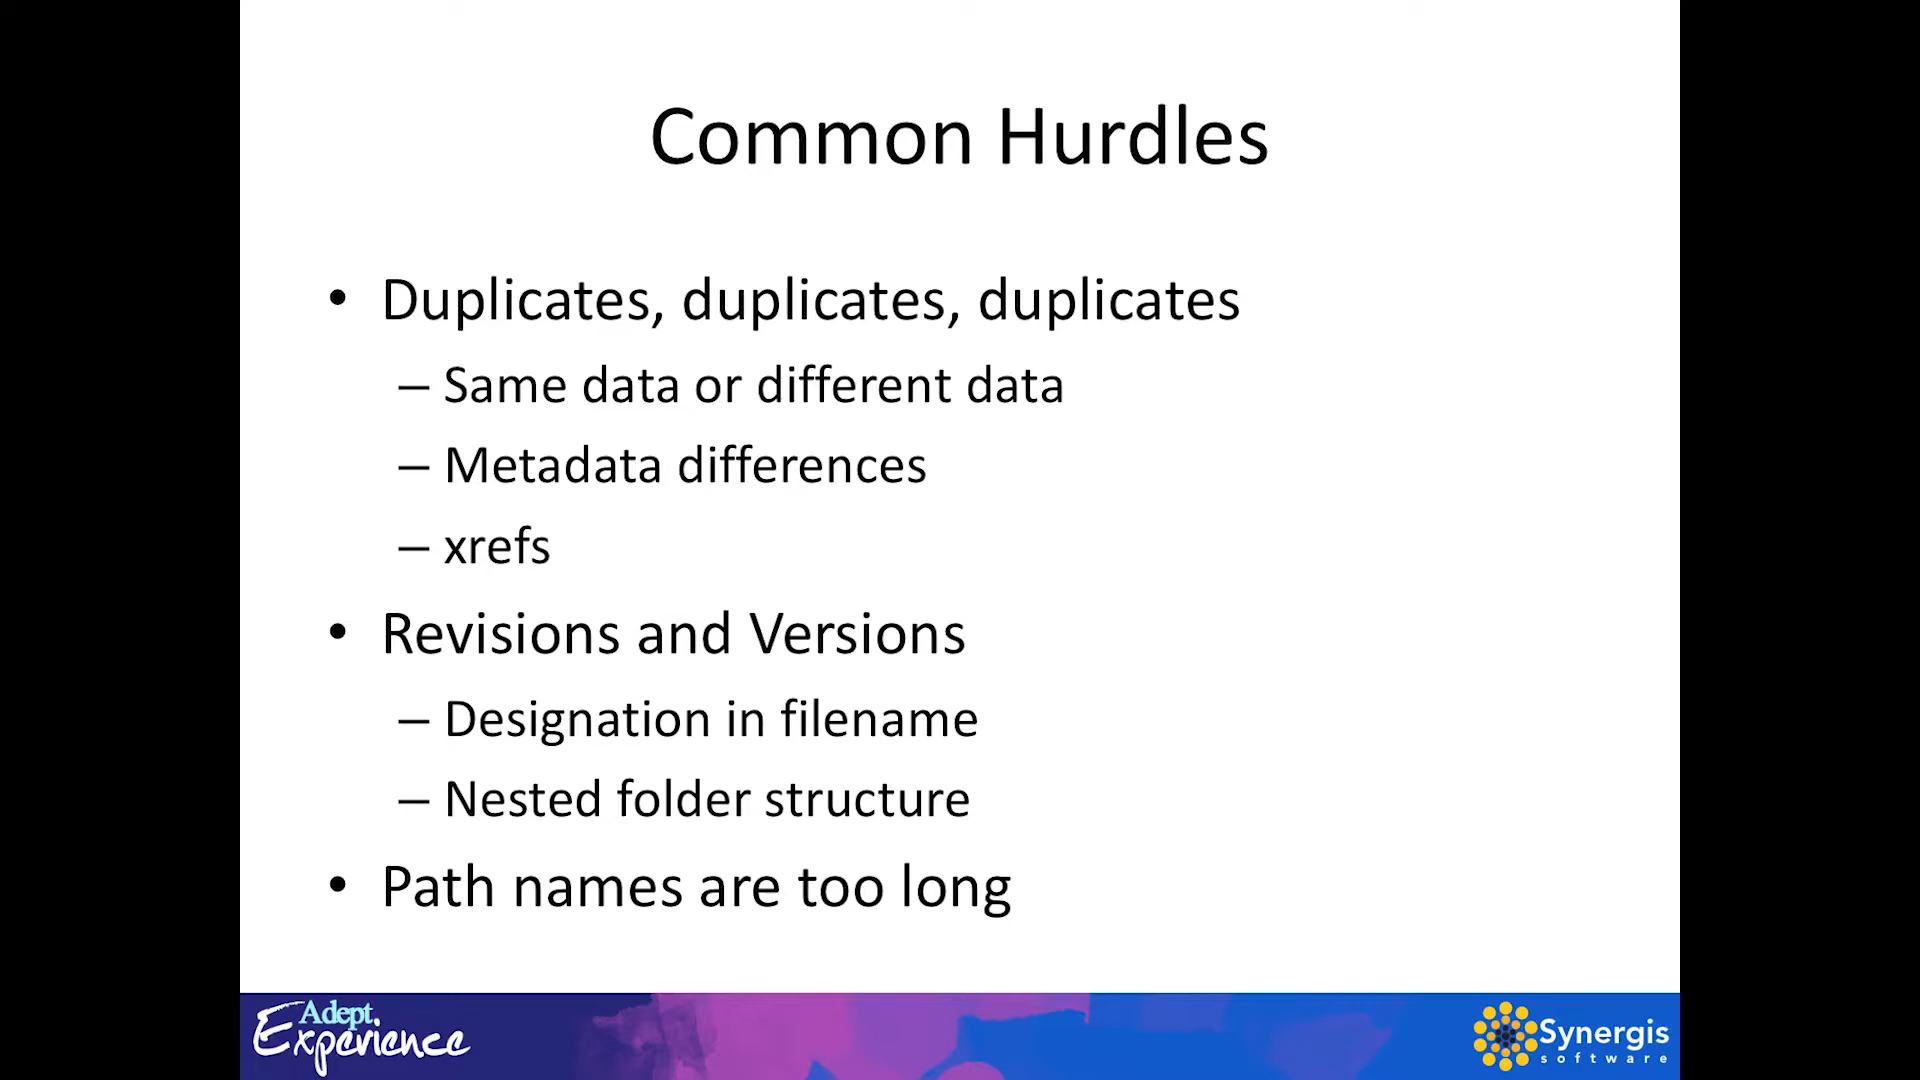 Common Hurdles
• Duplicates, duplicates, duplicates
– Same data or different data
– Metadata differences
– xrefs
• Revisions and Versions
– Designation in filename
– Nested folder structure
• Path names are too long
Adept
Experience
Synergis
software